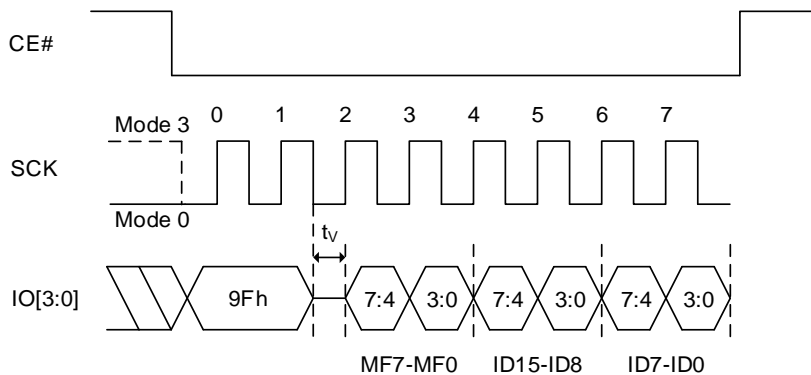 CE#
0 1 2 3 4 5 6 7
Mode 3
SCK
Mode 0
tV
IO[3:0]
9Fh
7:4 3:0 7:4 3:0 7:4 3:0
MF7-MF0 ID15-ID8 ID7-ID0